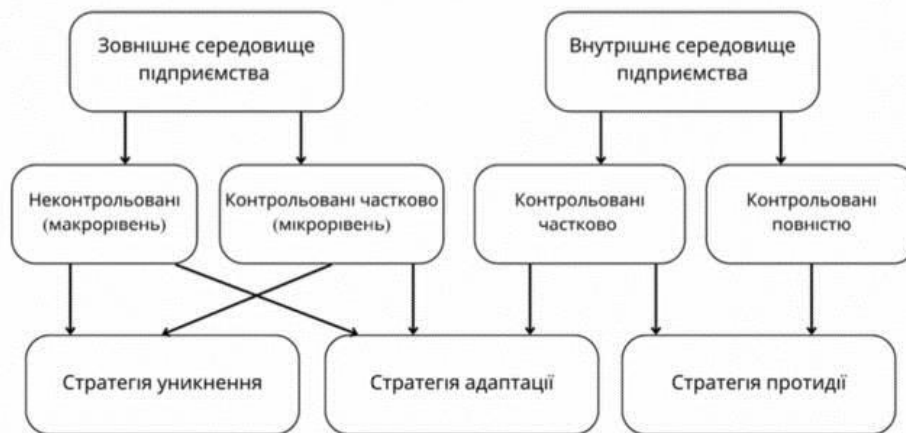 Зовнішнє середовище
підприємства
Внутрішнє середовище
підприємства
Неконтрольовані
(макрорівень)
Контрольовані частково
(мікрорівень)
Контрольовані
частково
Контрольовані
повністю
Стратегія уникнення
Стратегія адаптації
Стратегія протидії